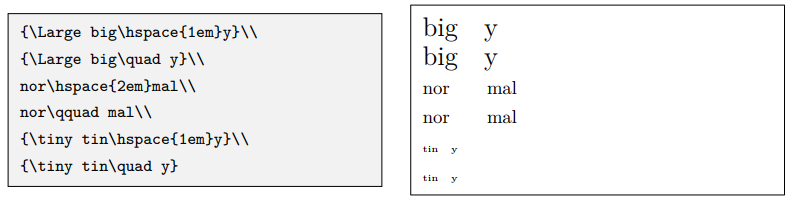 {\Large big\hspace{1em}y}\\
{\Large big\quad y}\\
nor\hspace{2em}mal\\
nor\qquad mal\\
{\tiny tin\hspace{1em}y}\\
{\tiny tin\quad y}
big y
big y
nor mal
nor mal
tin y
tin y